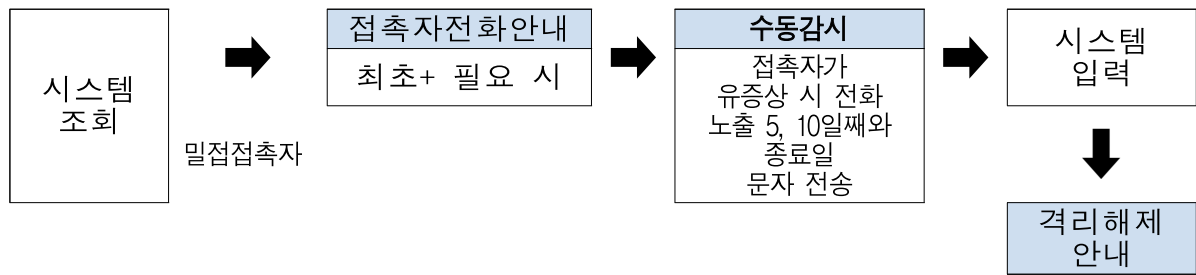 시스템
조회
밀접접촉자
접촉자전화안내
최초+ 필요 시
수동감시
접촉자가
유증상 시 전화
노출 5, 10일째와
종료일
문자 전송
시스템
입력
격리해제
안내